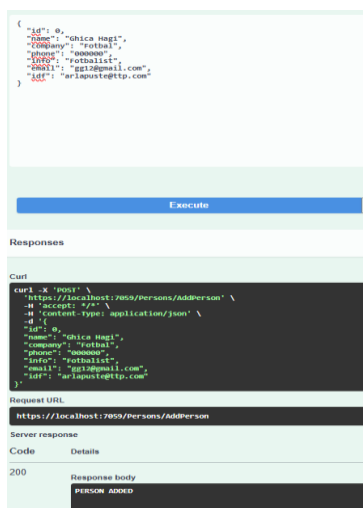 {
"id": 0,
"name": "Ghica Hagi",
"company": "Fotbal",
"phone": "000000",
"info": "Fotbalist",
"email": "gg12@gmail.com",
"idf": "arlapuste@ttp.com"
}
Execute
Responses
Curl
curl -X 'POST' \
'https://localhost:7059/Persons/AddPerson' \
-H 'accept: */*' \
-H 'Content-Type: application/json' \
-d '{
"id": 0,
"name": "Ghica Hagi",
"company": "Fotbal",
"phone": "000000",
"info": "Fotbalist",
"email": "gg12@gmail.com",
"idf": "arlapuste@ttp.com"
}'
Request URL
https://localhost:7059/Persons/AddPerson
Server response
Code Details
200
Response body
PERSON ADDED